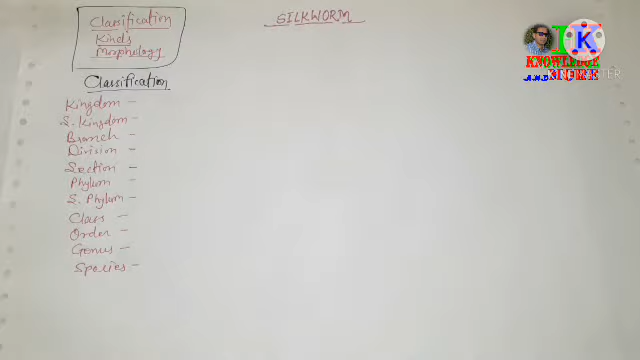 SILKWORM
Classification
Kinds
Morphology
Classification
Kingdom -
S. Kingdom -
Branch -
Division -
Section -
Phylum -
S. Phylum -
Class -
Order -
Genus -
Species -
K
KNOWLEDGE